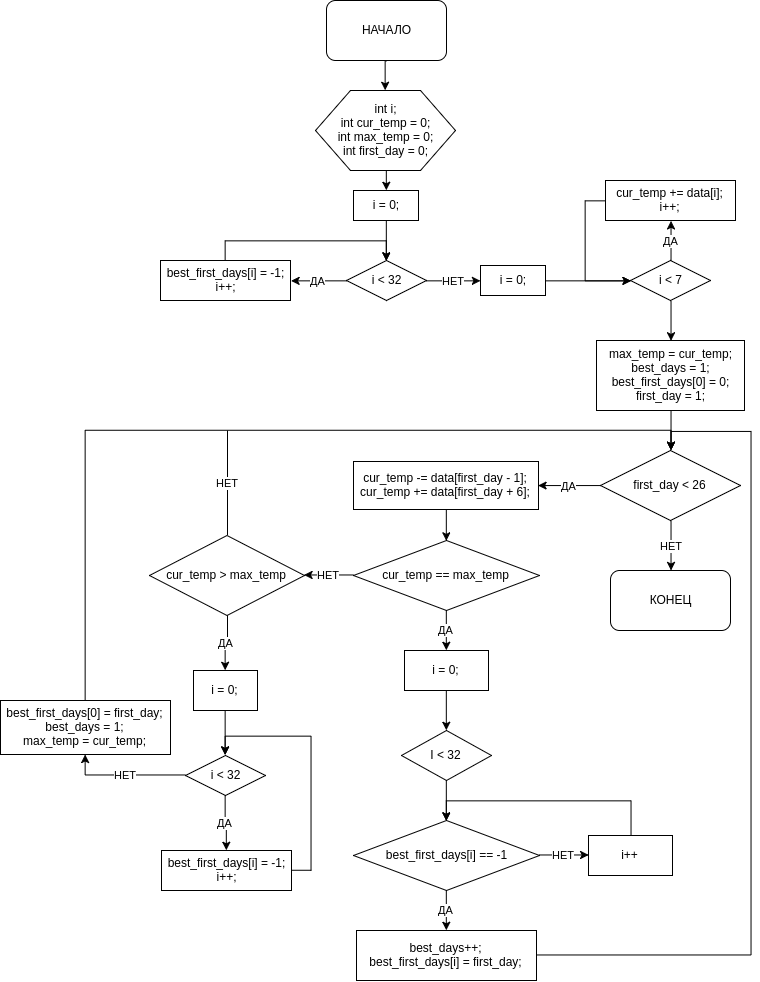 НАЧАЛО
int i;
int cur_temp = 0;
int max_temp = 0;
int first_day = 0;
i = 0;
cur_temp += data[i];
i++;
ДА
best_first_days[i] = -1;
i++;
ДА
i < 32
НЕТ
i = 0;
i < 7
max_temp = cur_temp;
best_days = 1;
best_first_days[0] = 0;
first_day = 1;
НЕТ
cur_temp -= data[first_day - 1];
cur_temp += data[first_day + 6];
ДА
first_day < 26
НЕТ
cur_temp > max_temp
НЕТ
cur_temp == max_temp
КОНЕЦ
ДА
ДА
i = 0;
i = 0;
best_first_days[0] = first_day;
best_days = 1;
max_temp = cur_temp;
НЕТ
i < 32
I < 32
ДА
best_first_days[i] = -1;
i++;
best_first_days[i] == -1
НЕТ
i++
ДА
best_days++;
best_first_days[i] = first_day;